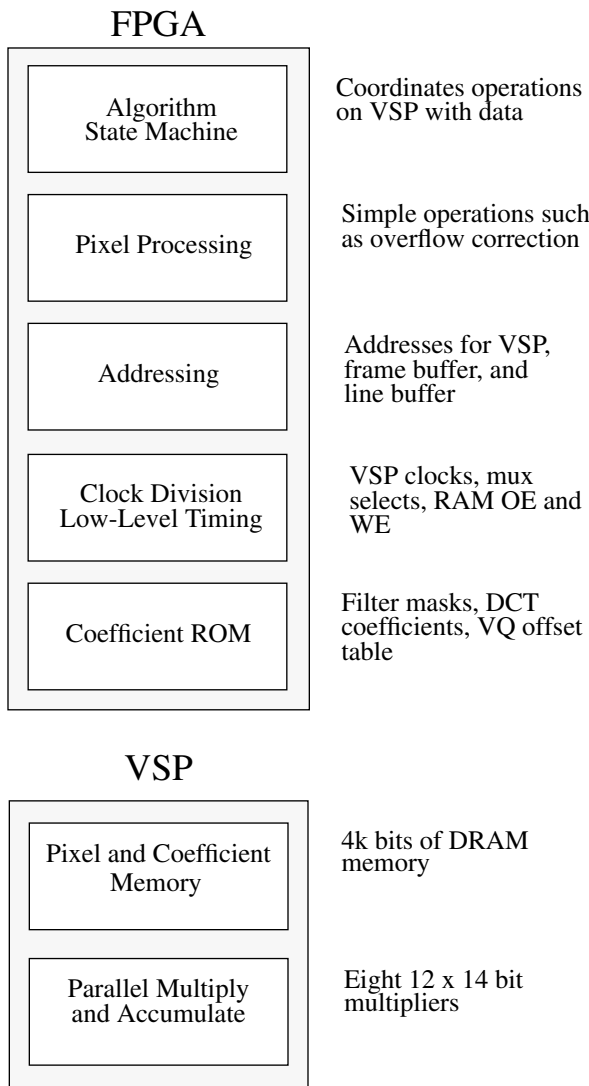 FPGA
Algorithm
State Machine
Coordinates operations
on VSP with data
Pixel Processing
Simple operations such
as overflow correction
Addressing
Addresses for VSP,
frame buffer, and
line buffer
Clock Division
Low-Level Timing
VSP clocks, mux
selects, RAM OE and
WE
Coefficient ROM
Filter masks, DCT
coefficients, VQ offset
table
VSP
Pixel and Coefficient
Memory
4k bits of DRAM
memory
Parallel Multiply
and Accumulate
Eight 12 x 14 bit
multipliers